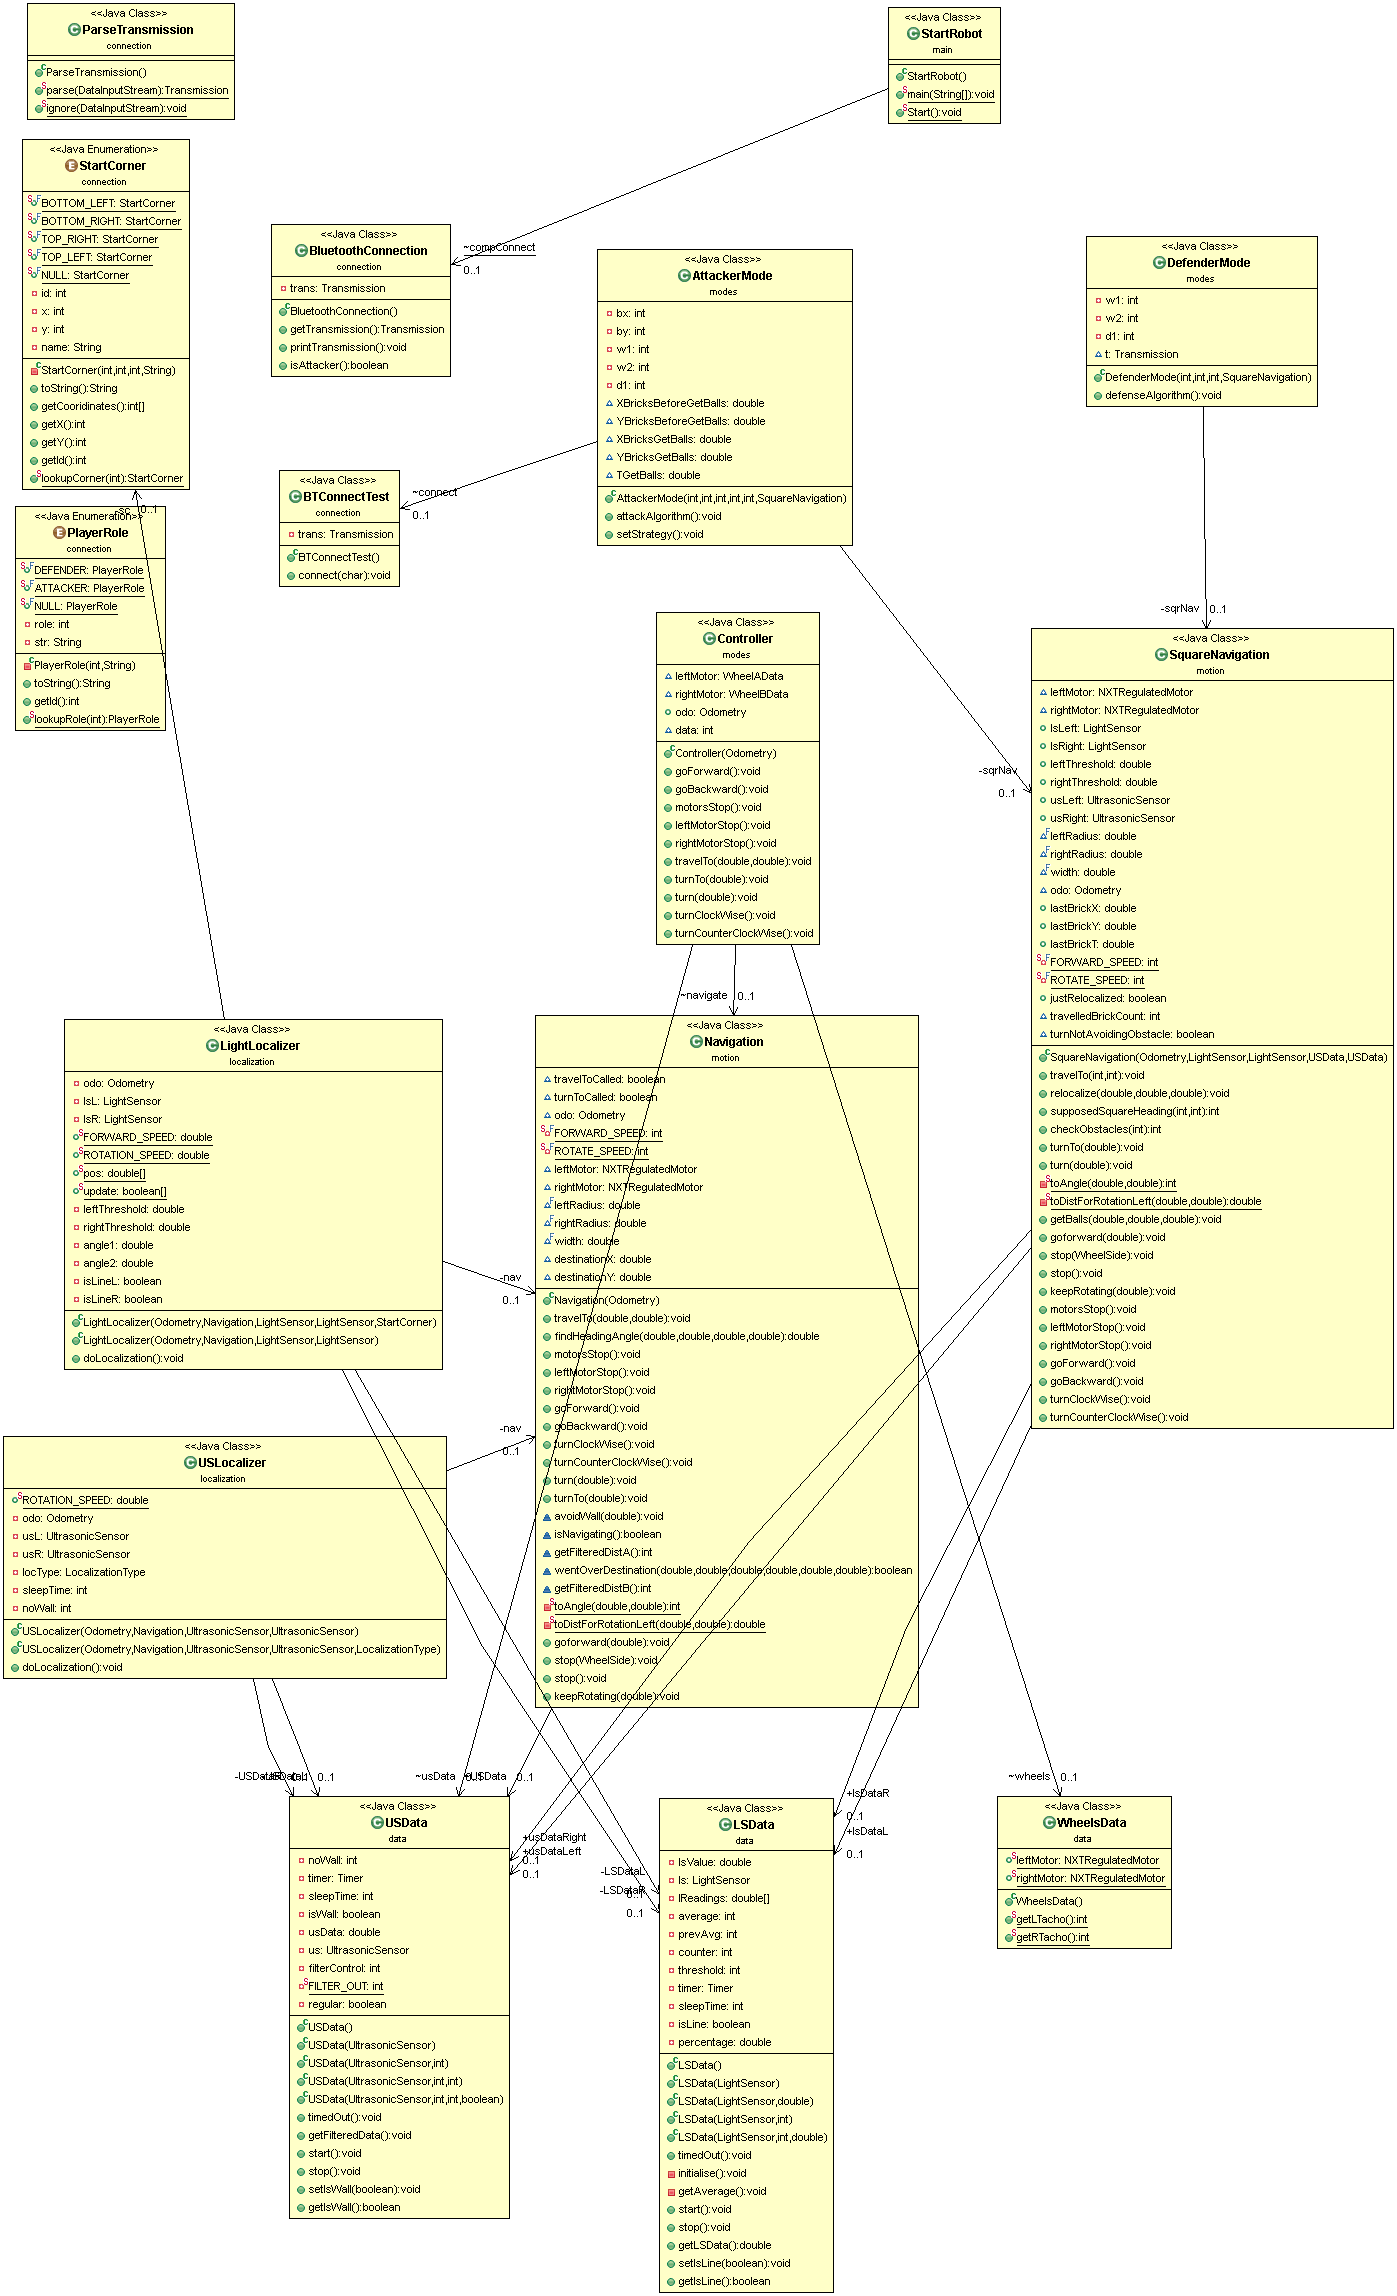 <<Java Class>>
ParseTransmission
connection
ParseTransmission()
parse(DataInputStream):Transmission
ignore(DataInputStream):void
<<Java Class>>
StartRobot
main
StartRobot()
main(String[]):void
Start():void
<<Java Enumeration>>
StartCorner
connection
BOTTOM_LEFT: StartCorner
BOTTOM_RIGHT: StartCorner
TOP_RIGHT: StartCorner
TOP_LEFT: StartCorner
NULL: StartCorner
id: int
x: int
y: int
name: String
StartCorner(int,int,int,String)
toString():String
getCooridinates():int[]
getX():int
getY():int
getId():int
lookupCorner(int):StartCorner
<<Java Class>>
BluetoothConnection
connection
trans: Transmission
BluetoothConnection()
getTransmission():Transmission
printTransmission():void
isAttacker():boolean
~compConnect
0..1
<<Java Class>>
AttackerMode
modes
bx: int
by: int
w1: int
w2: int
d1: int
XBricksBeforeGetBalls: double
YBricksBeforeGetBalls: double
XBricksGetBalls: double
YBricksGetBalls: double
TGetBalls: double
AttackerMode(int,int,int,int,int,SquareNavigation)
attackAlgorithm():void
setStrategy():void
<<Java Class>>
DefenderMode
modes
w1: int
w2: int
d1: int
t: Transmission
DefenderMode(int,int,int,SquareNavigation)
defenseAlgorithm():void
<<Java Class>>
BTConnectTest
connection
trans: Transmission
BTConnectTest()
connect(char):void
~connect
0..1
-sc
0..1
<<Java Enumeration>>
PlayerRole
connection
DEFENDER: PlayerRole
ATTACKER: PlayerRole
NULL: PlayerRole
role: int
str: String
PlayerRole(int,String)
toString():String
getId():int
lookupRole(int):PlayerRole
<<Java Class>>
Controller
modes
leftMotor: WheelAData
rightMotor: WheelBData
odo: Odometry
data: int
Controller(Odometry)
goForward():void
goBackward():void
motorsStop():void
leftMotorStop():void
rightMotorStop():void
travelTo(double,double):void
turnTo(double):void
turn(double):void
turnClockWise():void
turnCounterClockWise():void
-sqrNav
0..1
-sqrNav
0..1
<<Java Class>>
SquareNavigation
motion
leftMotor: NXTRegulatedMotor
rightMotor: NXTRegulatedMotor
lsLeft: LightSensor
lsRight: LightSensor
leftThreshold: double
rightThreshold: double
usLeft: UltrasonicSensor
usRight: UltrasonicSensor
leftRadius: double
rightRadius: double
width: double
odo: Odometry
lastBrickX: double
lastBrickY: double
lastBrickT: double
FORWARD_SPEED: int
ROTATE_SPEED: int
justRelocalized: boolean
travelledBrickCount: int
turnNotAvoidingObstacle: boolean
SquareNavigation(Odometry,LightSensor,LightSensor,USData,USData)
travelTo(int,int):void
relocalize(double,double,double):void
supposedSquareHeading(int,int):int
checkObstacles(int):int
turnTo(double):void
turn(double):void
toAngle(double,double):int
toDistForRotationLeft(double,double):double
getBalls(double,double,double):void
goforward(double):void
stop(WheelSide):void
stop():void
keepRotating(double):void
motorsStop():void
leftMotorStop():void
rightMotorStop():void
goForward():void
goBackward():void
turnClockWise():void
turnCounterClockWise():void
~navigate
0..1
<<Java Class>>
LightLocalizer
localization
odo: Odometry
lsL: LightSensor
lsR: LightSensor
FORWARD_SPEED: double
ROTATION_SPEED: double
pos: double[]
update: boolean[]
leftThreshold: double
rightThreshold: double
angle1: double
angle2: double
isLineL: boolean
isLineR: boolean
LightLocalizer(Odometry,Navigation,LightSensor,LightSensor,StartCorner)
LightLocalizer(Odometry,Navigation,LightSensor,LightSensor)
doLocalization():void
-nav
0..1
<<Java Class>>
Navigation
motion
travelToCalled: boolean
turnToCalled: boolean
odo: Odometry
FORWARD_SPEED: int
ROTATE_SPEED: int
leftMotor: NXTRegulatedMotor
rightMotor: NXTRegulatedMotor
leftRadius: double
rightRadius: double
width: double
destinationX: double
destinationY: double
Navigation(Odometry)
travelTo(double,double):void
findHeadingAngle(double,double,double,double):double
motorsStop():void
leftMotorStop():void
rightMotorStop():void
goForward():void
goBackward():void
turnClockWise():void
turnCounterClockWise():void
turn(double):void
turnTo(double):void
avoidWall(double):void
isNavigating():boolean
getFilteredDistA():int
wentOverDestination(double,double,double,double,double,double):boolean
getFilteredDistB():int
toAngle(double,double):int
toDistForRotationLeft(double,double):double
goforward(double):void
stop(WheelSide):void
stop():void
keepRotating(double):void
<<Java Class>>
USLocalizer
localization
ROTATION_SPEED: double
odo: Odometry
usL: UltrasonicSensor
usR: UltrasonicSensor
locType: LocalizationType
sleepTime: int
noWall: int
USLocalizer(Odometry,Navigation,UltrasonicSensor,UltrasonicSensor)
USLocalizer(Odometry,Navigation,UltrasonicSensor,UltrasonicSensor,LocalizationType)
doLocalization():void
-nav
0..1
-USDataR
0..1
~usData
0..1
+usDataRight
0..1
+usDataLeft
0..1
-LSDataL
0..1
-LSDataR
0..1
+lsDataR
0..1
+lsDataL
0..1
~wheels
0..1
<<Java Class>>
USData
data
noWall: int
timer: Timer
sleepTime: int
isWall: boolean
usData: double
us: UltrasonicSensor
filterControl: int
FILTER_OUT: int
regular: boolean
USData()
USData(UltrasonicSensor)
USData(UltrasonicSensor,int)
USData(UltrasonicSensor,int,int)
USData(UltrasonicSensor,int,int,boolean)
timedOut():void
getFilteredData():void
start():void
stop():void
setIsWall(boolean):void
getIsWall():boolean
<<Java Class>>
LSData
data
lsValue: double
ls: LightSensor
lReadings: double[]
average: int
prevAvg: int
counter: int
threshold: int
timer: Timer
sleepTime: int
isLine: boolean
percentage: double
LSData()
LSData(LightSensor)
LSData(LightSensor,double)
LSData(LightSensor,int)
LSData(LightSensor,int,double)
timedOut():void
initialise():void
getAverage():void
start():void
stop():void
getLSData():double
setIsLine(boolean):void
getIsLine():boolean
<<Java Class>>
WheelsData
data
leftMotor: NXTRegulatedMotor
rightMotor: NXTRegulatedMotor
WheelsData()
getLTacho():int
getRTacho():int